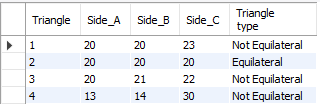 Triangle Side_A Side_B Side_C Triangle type
1 20 20 23 Not Equilateral
2 20 20 20 Equilateral
3 20 21 22 Not Equilateral
4 13 14 30 Not Equilateral